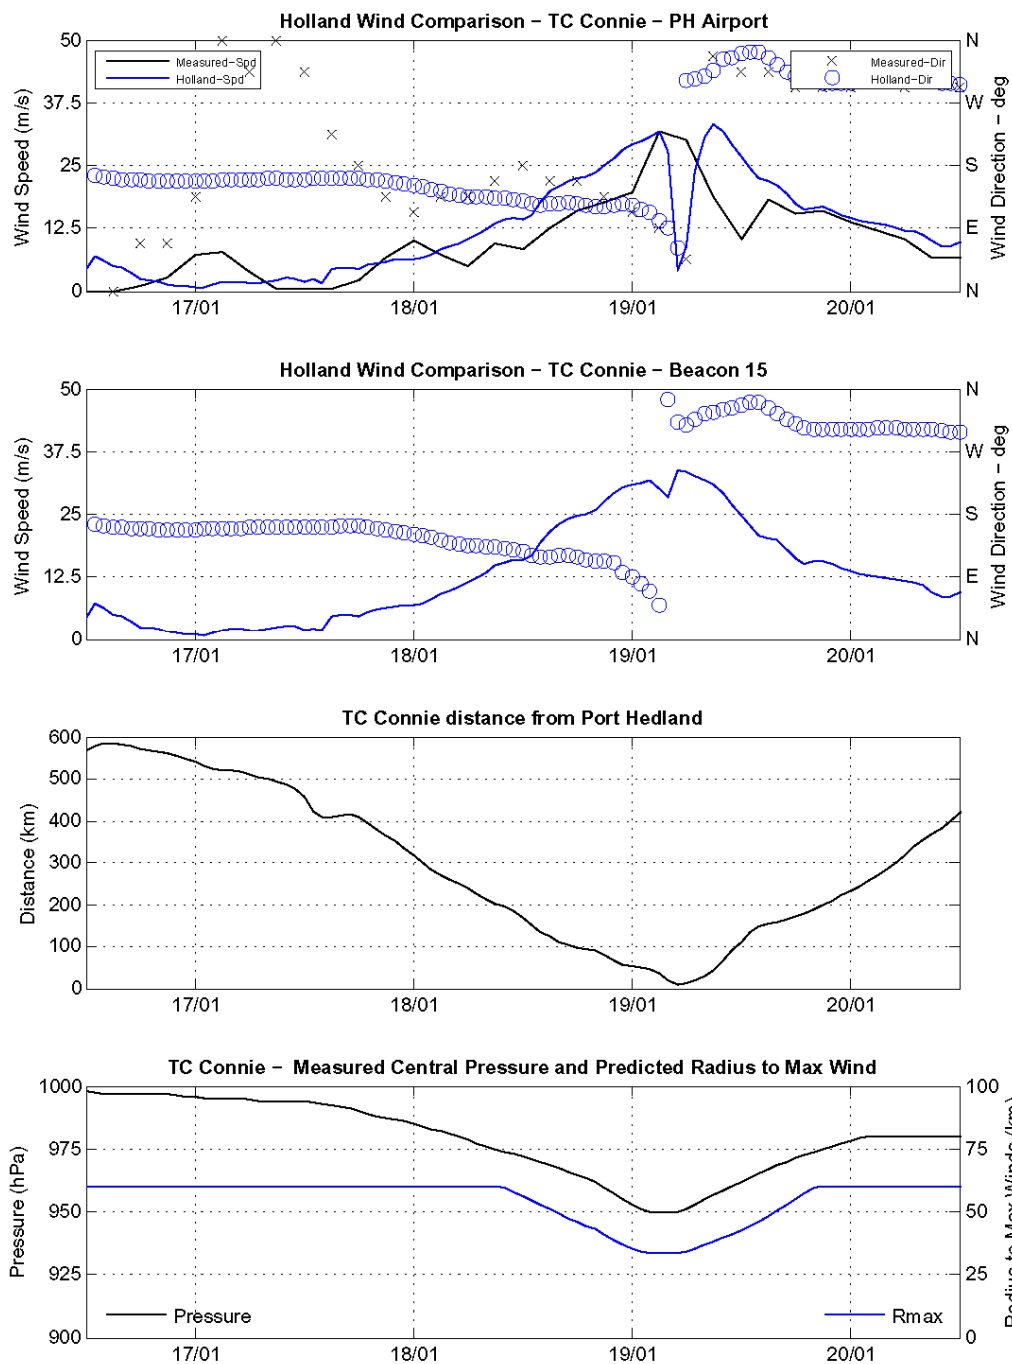 Holland Wind Comparison − TC Connie − PH Airport
50
37.5
25
12.5
0
Wind Speed (m/s)
Measured−Spd
Holland−Spd
Measured−Dir
Holland−Dir
N
W
S
E
N
Wind Direction − deg
17/01
18/01
19/01
20/01
Holland Wind Comparison − TC Connie − Beacon 15
50
37.5
25
12.5
0
Wind Speed (m/s)
N
W
S
E
N
Wind Direction − deg
17/01
18/01
19/01
20/01
TC Connie distance from Port Hedland
600
500
400
300
200
100
0
Distance (km)
17/01
18/01
19/01
20/01
TC Connie − Measured Central Pressure and Predicted Radius to Max Wind
1000
975
950
925
900
Pressure (hPa)
100
75
50
25
0
Radius to Max Winds (km)
Pressure
Rmax
17/01
18/01
19/01
20/01